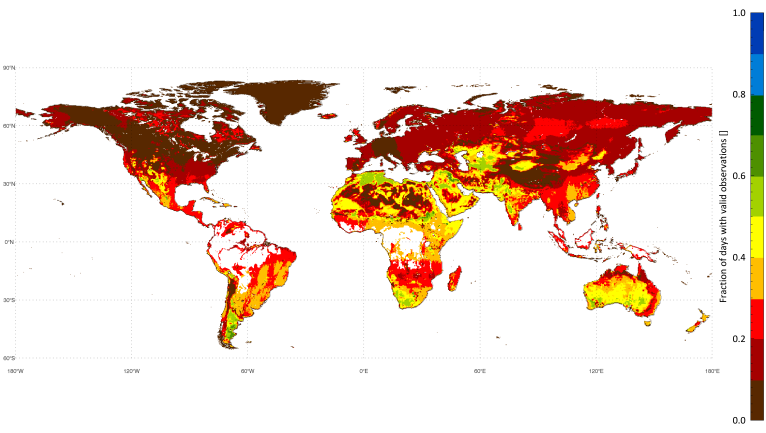 90°N
60°N
30°N
0°N
30°S
60°S
180°W
120°W
60°W
0°E
60°E
120°E
180°E
Fraction of days with valid observations []
1.0
0.8
0.6
0.4
0.2
0.0